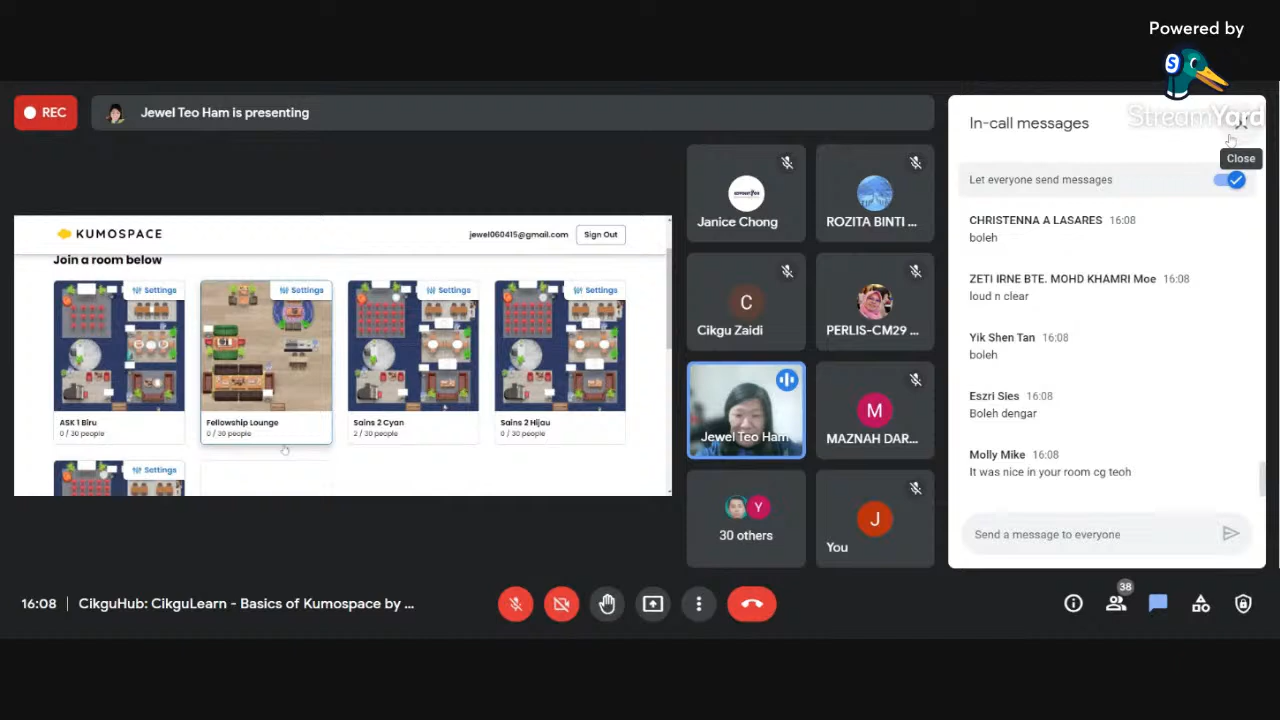 Powered by
StreamYard
REC
Jewel Teo Ham is presenting
KUMOSPACE
jewel060415@gmail.com
Sign Out
Join a room below
Settings
Settings
Settings
Settings
ASK 1 Biru
0 / 30 people
Fellowship Lounge
0 / 30 people
Sains 2 Cyan
2 / 30 people
Sains 2 Hijau
0 / 30 people
Settings
Janice Chong
ROZITA BINTI ...
C
Cikgu Zaidi
PERLIS-CM29 ...
Jewel Teo Ham
M
MAZNAH DAR...
Y
30 others
J
You
In-call messages
Close
Let everyone send messages
CHRISTENNA A LASARES 16:08
boleh
ZETI IRNE BTE. MOHD KHAMRI Moe 16:08
loud n clear
Yik Shen Tan 16:08
boleh
Eszri Sies 16:08
Boleh dengar
Molly Mike 16:08
It was nice in your room cg teoh
Send a message to everyone
16:08 | CikguHub: CikguLearn - Basics of Kumospace by ...
38